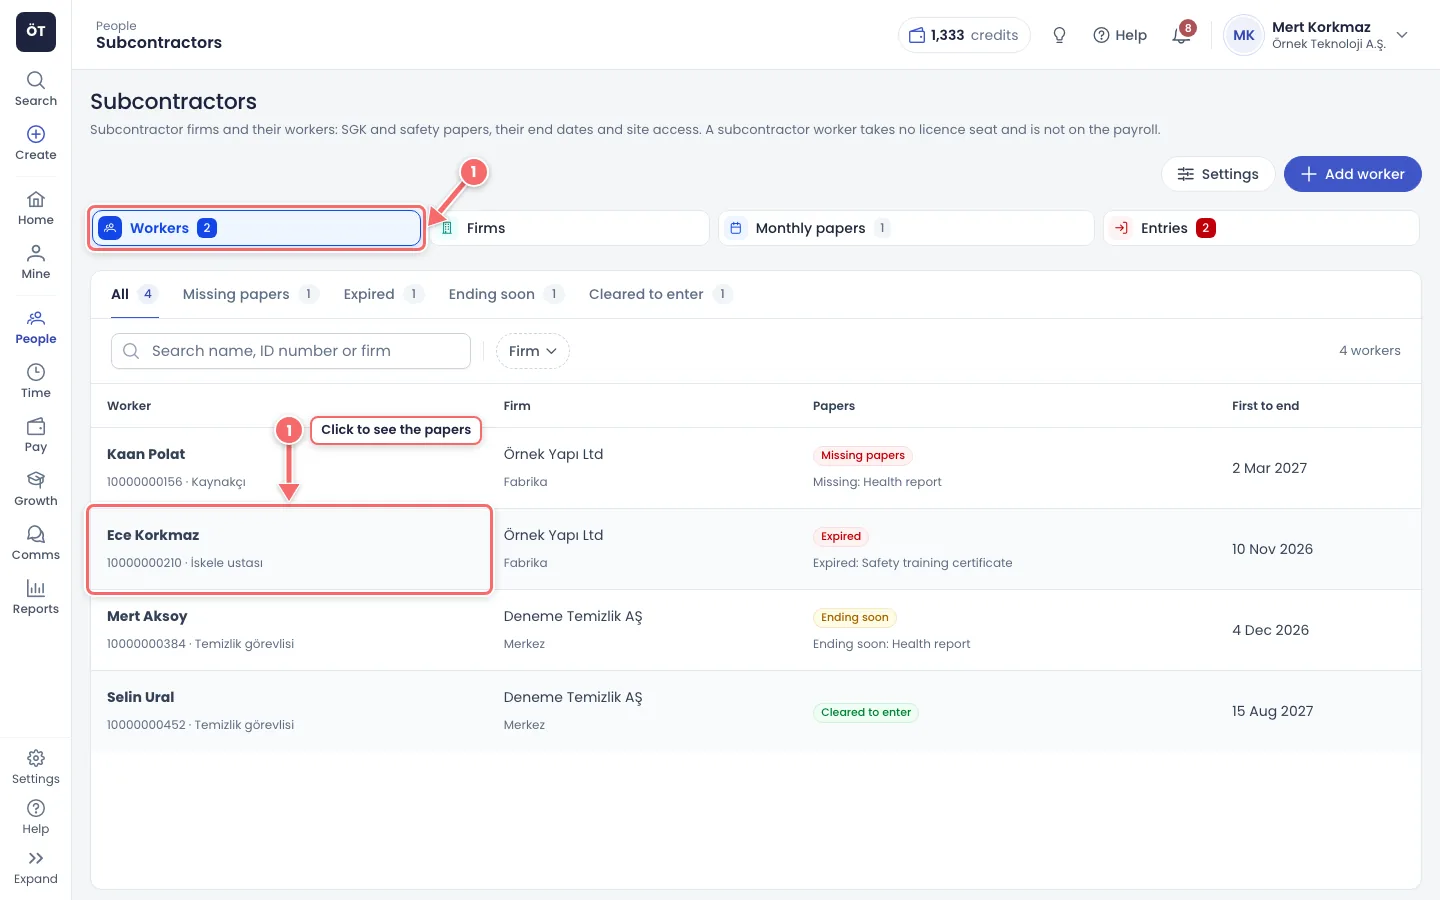 ÖT
Search
Create
Home
Mine
People
Time
Pay
Growth
Comms
Reports
Settings
Help
Expand
People
Subcontractors
1,333 credits
Help
8
MK
Mert Korkmaz
Örnek Teknoloji A.Ş.
Subcontractors
Subcontractor firms and their workers: SGK and safety papers, their end dates and site access. A subcontractor worker takes no licence seat and is not on the payroll.
1
Settings
Add worker
Workers 2
Firms
Monthly papers 1
Entries 2
All 4
Missing papers 1
Expired 1
Ending soon 1
Cleared to enter 1
Search name, ID number or firm
Firm
4 workers
Worker
Firm
Papers
First to end
1
Click to see the papers
Kaan Polat
10000000156 · Kaynakçı
Örnek Yapı Ltd
Fabrika
Missing papers
Missing: Health report
2 Mar 2027
Ece Korkmaz
10000000210 · İskele ustası
Örnek Yapı Ltd
Fabrika
Expired
Expired: Safety training certificate
10 Nov 2026
Mert Aksoy
10000000384 · Temizlik görevlisi
Deneme Temizlik AŞ
Merkez
Ending soon
Ending soon: Health report
4 Dec 2026
Selin Ural
10000000452 · Temizlik görevlisi
Deneme Temizlik AŞ
Merkez
Cleared to enter
15 Aug 2027